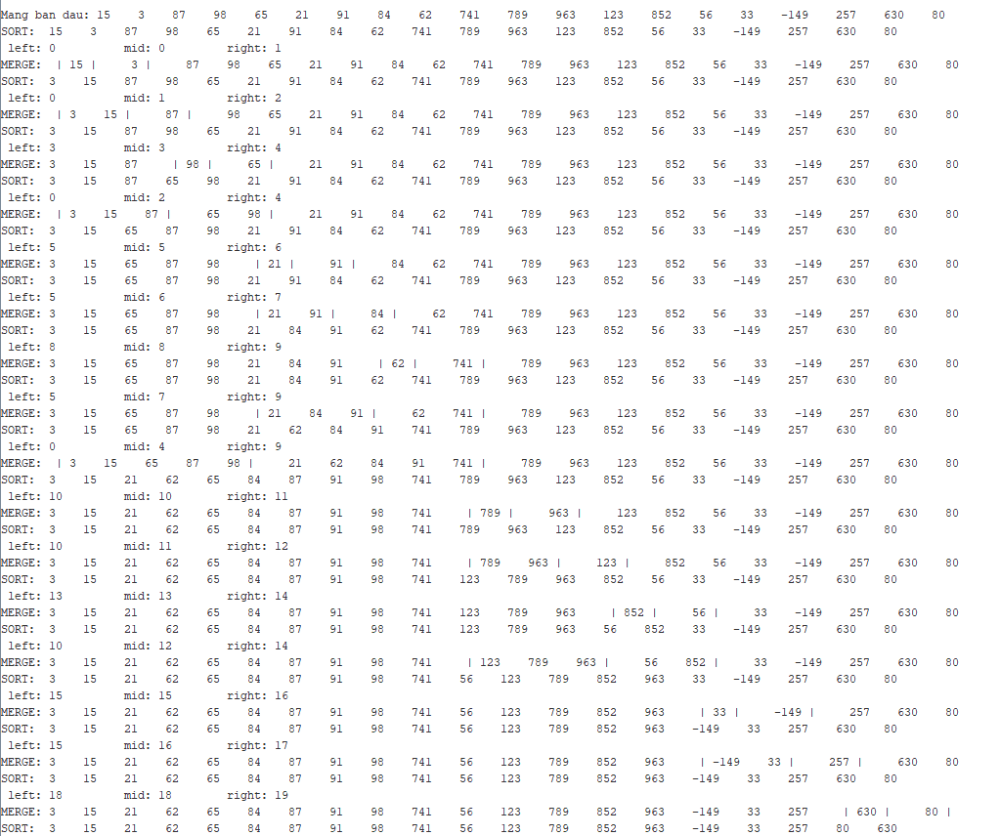 Mang ban dau: 15 3 87 98 65 21 91 84 62 741 789 963 123 852 56 33 -149 257 630 80
SORT: 15 3 87 98 65 21 91 84 62 741 789 963 123 852 56 33 -149 257 630 80
left: 0 mid: 0 right: 1
MERGE: | 15 | 3 | 87 98 65 21 91 84 62 741 789 963 123 852 56 33 -149 257 630 80
SORT: 3 15 87 98 65 21 91 84 62 741 789 963 123 852 56 33 -149 257 630 80
left: 0 mid: 1 right: 2
MERGE: | 3 15 | 87 | 98 65 21 91 84 62 741 789 963 123 852 56 33 -149 257 630 80
SORT: 3 15 87 98 65 21 91 84 62 741 789 963 123 852 56 33 -149 257 630 80
left: 3 mid: 3 right: 4
MERGE: 3 15 87 | 98 | 65 | 21 91 84 62 741 789 963 123 852 56 33 -149 257 630 80
SORT: 3 15 87 65 98 21 91 84 62 741 789 963 123 852 56 33 -149 257 630 80
left: 0 mid: 2 right: 4
MERGE: | 3 15 87 | 65 98 | 21 91 84 62 741 789 963 123 852 56 33 -149 257 630 80
SORT: 3 15 65 87 98 21 91 84 62 741 789 963 123 852 56 33 -149 257 630 80
left: 5 mid: 5 right: 6
MERGE: 3 15 65 87 98 | 21 | 91 | 84 62 741 789 963 123 852 56 33 -149 257 630 80
SORT: 3 15 65 87 98 21 91 84 62 741 789 963 123 852 56 33 -149 257 630 80
left: 5 mid: 6 right: 7
MERGE: 3 15 65 87 98 | 21 91 | 84 | 62 741 789 963 123 852 56 33 -149 257 630 80
SORT: 3 15 65 87 98 21 84 91 62 741 789 963 123 852 56 33 -149 257 630 80
left: 8 mid: 8 right: 9
MERGE: 3 15 65 87 98 21 84 91 | 62 | 741 | 789 963 123 852 56 33 -149 257 630 80
SORT: 3 15 65 87 98 21 84 91 62 741 789 963 123 852 56 33 -149 257 630 80
left: 5 mid: 7 right: 9
MERGE: 3 15 65 87 98 | 21 84 91 | 62 741 | 789 963 123 852 56 33 -149 257 630 80
SORT: 3 15 65 87 98 21 62 84 91 741 789 963 123 852 56 33 -149 257 630 80
left: 0 mid: 4 right: 9
MERGE: | 3 15 65 87 98 | 21 62 84 91 741 | 789 963 123 852 56 33 -149 257 630 80
SORT: 3 15 21 62 65 84 87 91 98 741 789 963 123 852 56 33 -149 257 630 80
left: 10 mid: 10 right: 11
MERGE: 3 15 21 62 65 84 87 91 98 741 | 789 | 963 | 123 852 56 33 -149 257 630 80
SORT: 3 15 21 62 65 84 87 91 98 741 789 963 123 852 56 33 -149 257 630 80
left: 10 mid: 11 right: 12
MERGE: 3 15 21 62 65 84 87 91 98 741 | 789 963 | 123 | 852 56 33 -149 257 630 80
SORT: 3 15 21 62 65 84 87 91 98 741 123 789 963 852 56 33 -149 257 630 80
left: 13 mid: 13 right: 14
MERGE: 3 15 21 62 65 84 87 91 98 741 123 789 963 | 852 | 56 | 33 -149 257 630 80
SORT: 3 15 21 62 65 84 87 91 98 741 123 789 963 56 852 33 -149 257 630 80
left: 10 mid: 12 right: 14
MERGE: 3 15 21 62 65 84 87 91 98 741 | 123 789 963 | 56 852 | 33 -149 257 630 80
SORT: 3 15 21 62 65 84 87 91 98 741 56 123 789 852 963 33 -149 257 630 80
left: 15 mid: 15 right: 16
MERGE: 3 15 21 62 65 84 87 91 98 741 56 123 789 852 963 | 33 | -149 | 257 630 80
SORT: 3 15 21 62 65 84 87 91 98 741 56 123 789 852 963 -149 33 257 630 80
left: 15 mid: 16 right: 17
MERGE: 3 15 21 62 65 84 87 91 98 741 56 123 789 852 963 | -149 33 | 257 | 630 80
SORT: 3 15 21 62 65 84 87 91 98 741 56 123 789 852 963 -149 33 257 630 80
left: 18 mid: 18 right: 19
MERGE: 3 15 21 62 65 84 87 91 98 741 56 123 789 852 963 -149 33 257 | 630 | 80 |
SORT: 3 15 21 62 65 84 87 91 98 741 56 123 789 852 963 -149 33 257 80 630